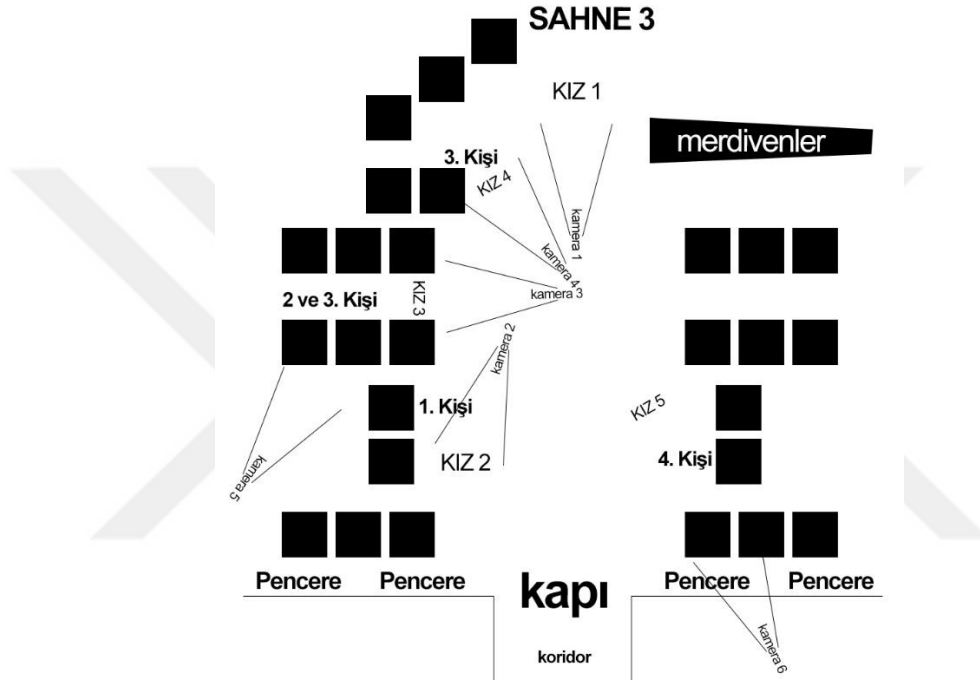 SAHNE 3
KIZ 1
merdivenler
3. Kişi
KIZ 4
kamera 1
kamera 4
2 ve 3. Kişi
KIZ 3
kamera 3
kamera 2
1. Kişi
KIZ 5
KIZ 2
4. Kişi
kamera 5
Pencere
Pencere
kapı
Pencere
Pencere
koridor
kamera 6